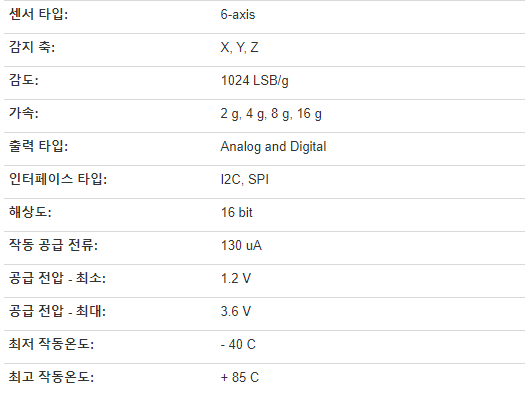 센서 타입: 6-axis
감지 축: X, Y, Z
감도: 1024 LSB/g
가속: 2 g, 4 g, 8 g, 16 g
출력 타입: Analog and Digital
인터페이스 타입: I2C, SPI
해상도: 16 bit
작동 공급 전류: 130 uA
공급 전압 - 최소: 1.2 V
공급 전압 - 최대: 3.6 V
최저 작동온도: - 40 C
최고 작동온도: + 85 C